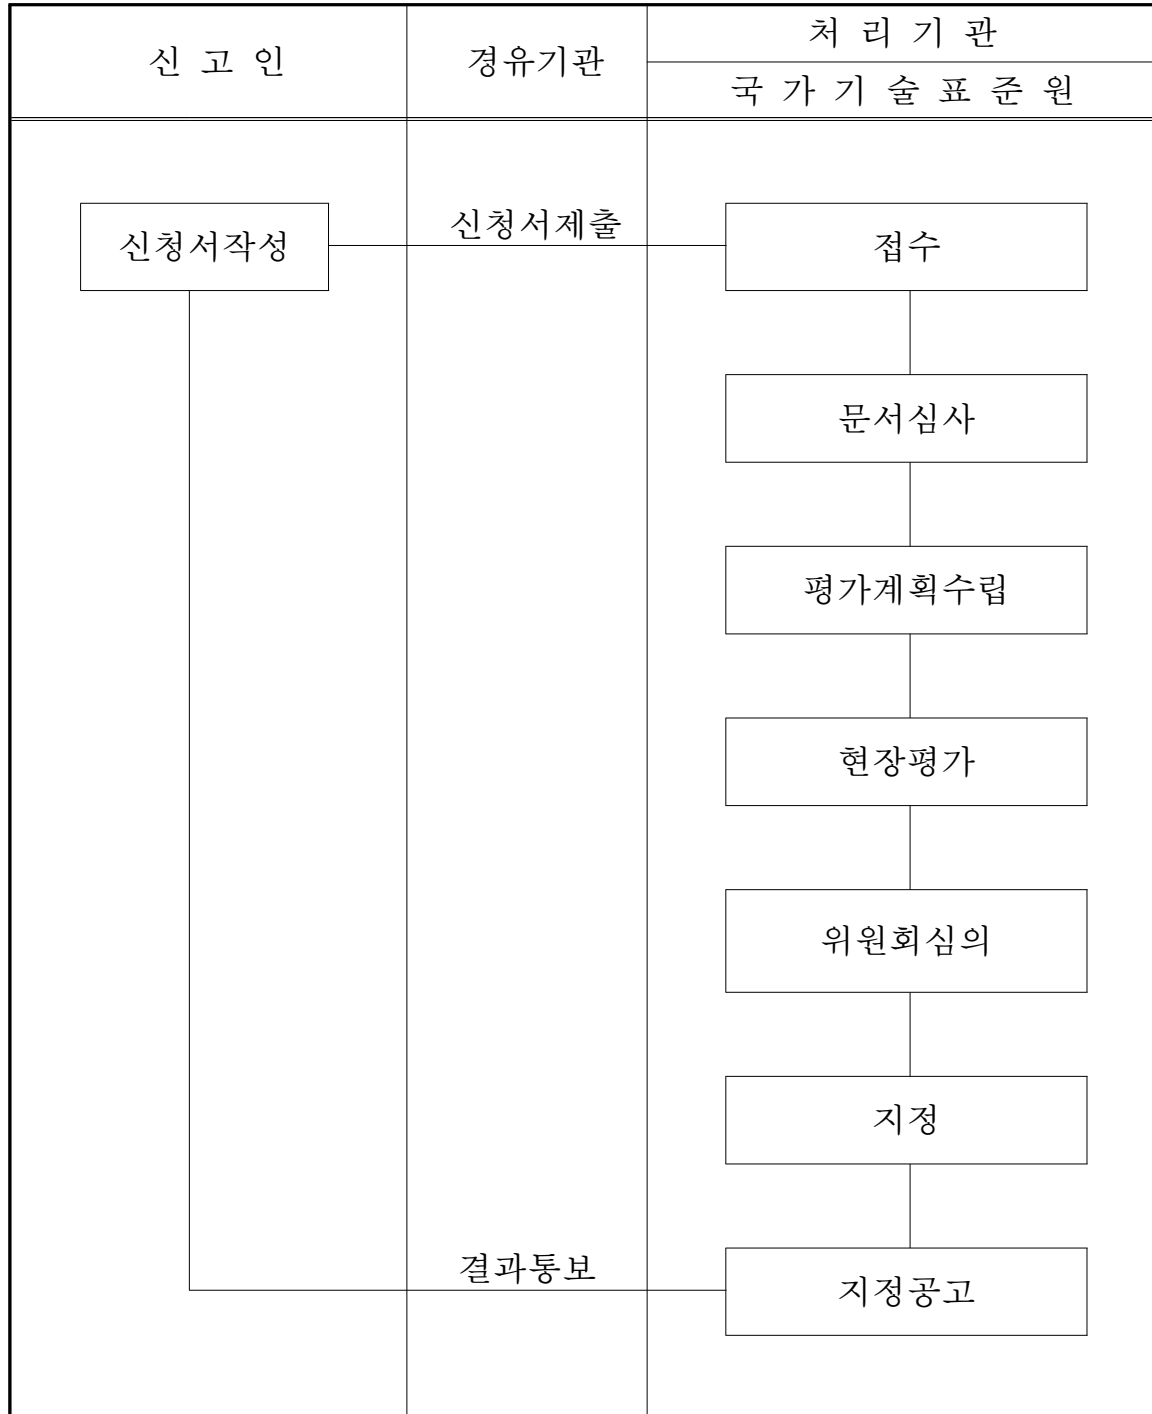 신 고 인
경유기관
처 리 기 관
국 가 기 술 표 준 원
신청서작성
신청서제출
접수
문서심사
평가계획수립
현장평가
위원회심의
지정
결과통보
지정공고